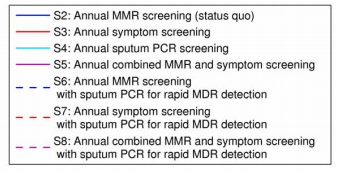 S2: Annual MMR screening (status quo)
S3: Annual symptom screening
S4: Annual sputum PCR screening
S5: Annual combined MMR and symptom screening
S6: Annual MMR screening
with sputum PCR for rapid MDR detection
S7: Annual symptom screening
with sputum PCR for rapid MDR detection
S8: Annual combined MMR and symptom screening
with sputum PCR for rapid MDR detection